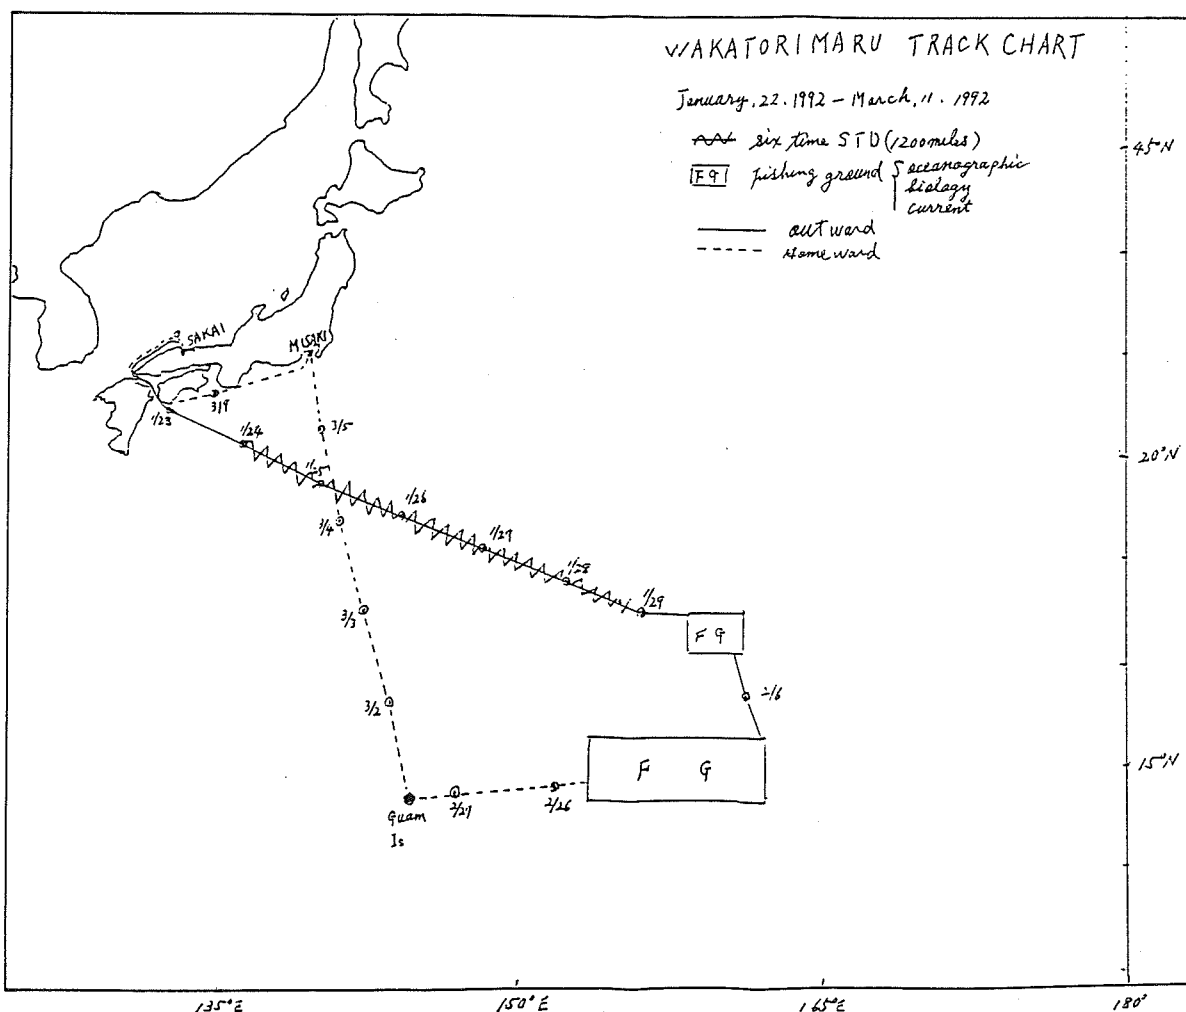 WAKATORIMARU TRACK CHART
January, 22. 1992 - March, 11. 1992
six time STD (1200miles)
FG fishing ground { oceanographic
biology
current
outward
Homeward
45°N
SAKAI
MISAKI
3/9
1/23
1/24
3/5
20°N
1/25
1/26
3/4
1/27
1/28
1/29
3/3
F G
2/6
3/2
F G
15°N
Guam
Is
2/27
2/26
135°E
150°E
165°E
180°